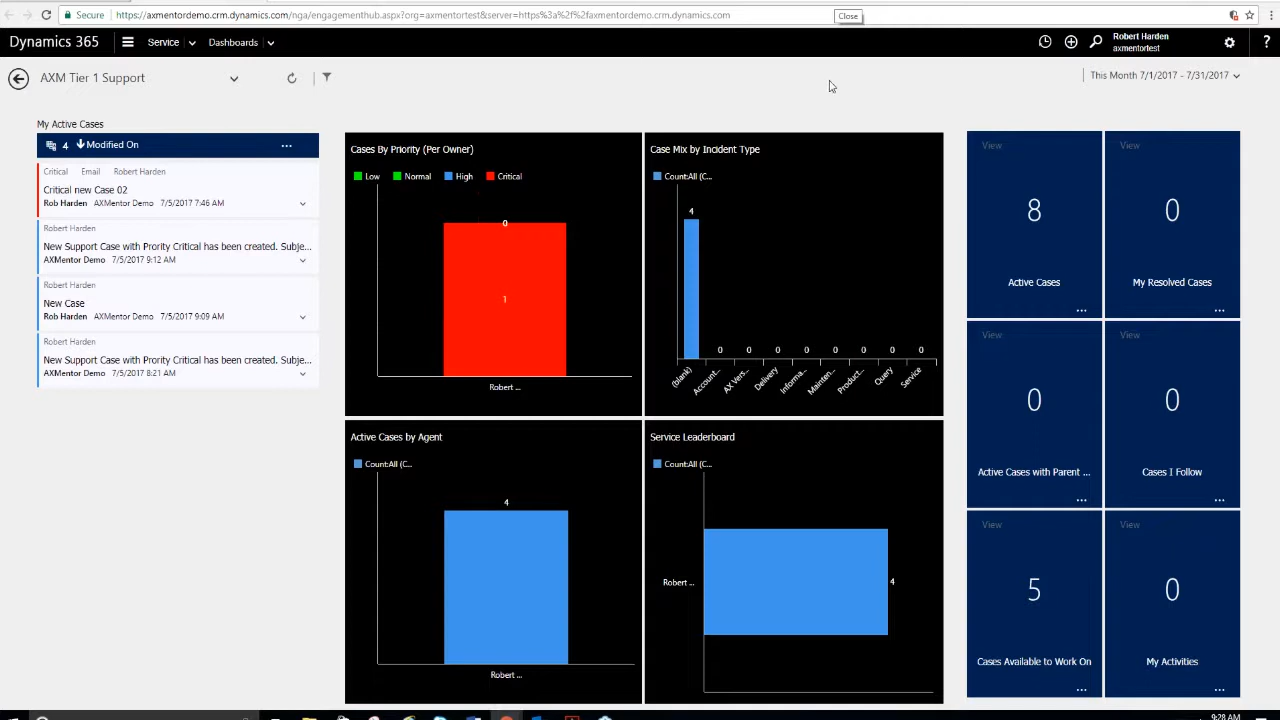 Secure https://axmentordemo.crm.dynamics.com/nga/engagementhub.aspx?org=axmentortest&server=https%3a%2f%2faxmentordemo.crm.dynamics.com
Close
Dynamics 365 Service Dashboards
Robert Harden
axmentortest
?
AXM Tier 1 Support
This Month 7/1/2017 - 7/31/2017
My Active Cases
4 Modified On ...
Critical Email Robert Harden
Critical new Case 02
Rob Harden AXMentor Demo 7/5/2017 7:46 AM
Robert Harden
New Support Case with Prority Critical has been created. Subje...
AXMentor Demo 7/5/2017 9:12 AM
Robert Harden
New Case
Rob Harden AXMentor Demo 7/5/2017 9:09 AM
Robert Harden
New Support Case with Prority Critical has been created. Subje...
AXMentor Demo 7/5/2017 8:21 AM
Cases By Priority (Per Owner)
Low Normal High Critical
0
1
Robert ...
Case Mix by Incident Type
Count:All (C...
4
0 0 0 0 0 0 0 0
(blank) Account... AX Vers... Delivery Informa... Mainten... Product... Query Service
Active Cases by Agent
Count:All (C...
4
Robert ...
Service Leaderboard
Count:All (C...
Robert ...
4
View
8
Active Cases
...
View
0
My Resolved Cases
...
View
0
Active Cases with Parent ...
...
View
0
Cases I Follow
...
View
5
Cases Available to Work On
...
View
0
My Activities
...
9:28 AM